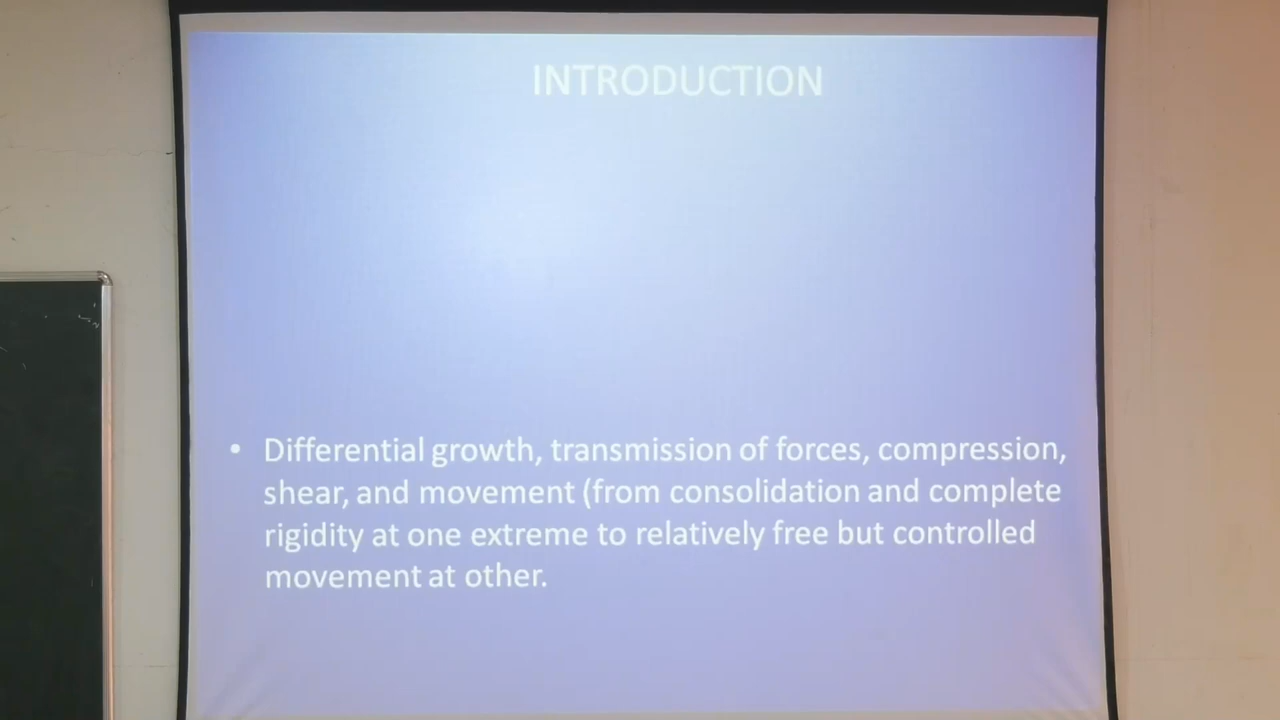 INTRODUCTION
• Differential growth, transmission of forces, compression,
shear, and movement (from consolidation and complete
rigidity at one extreme to relatively free but controlled
movement at other.